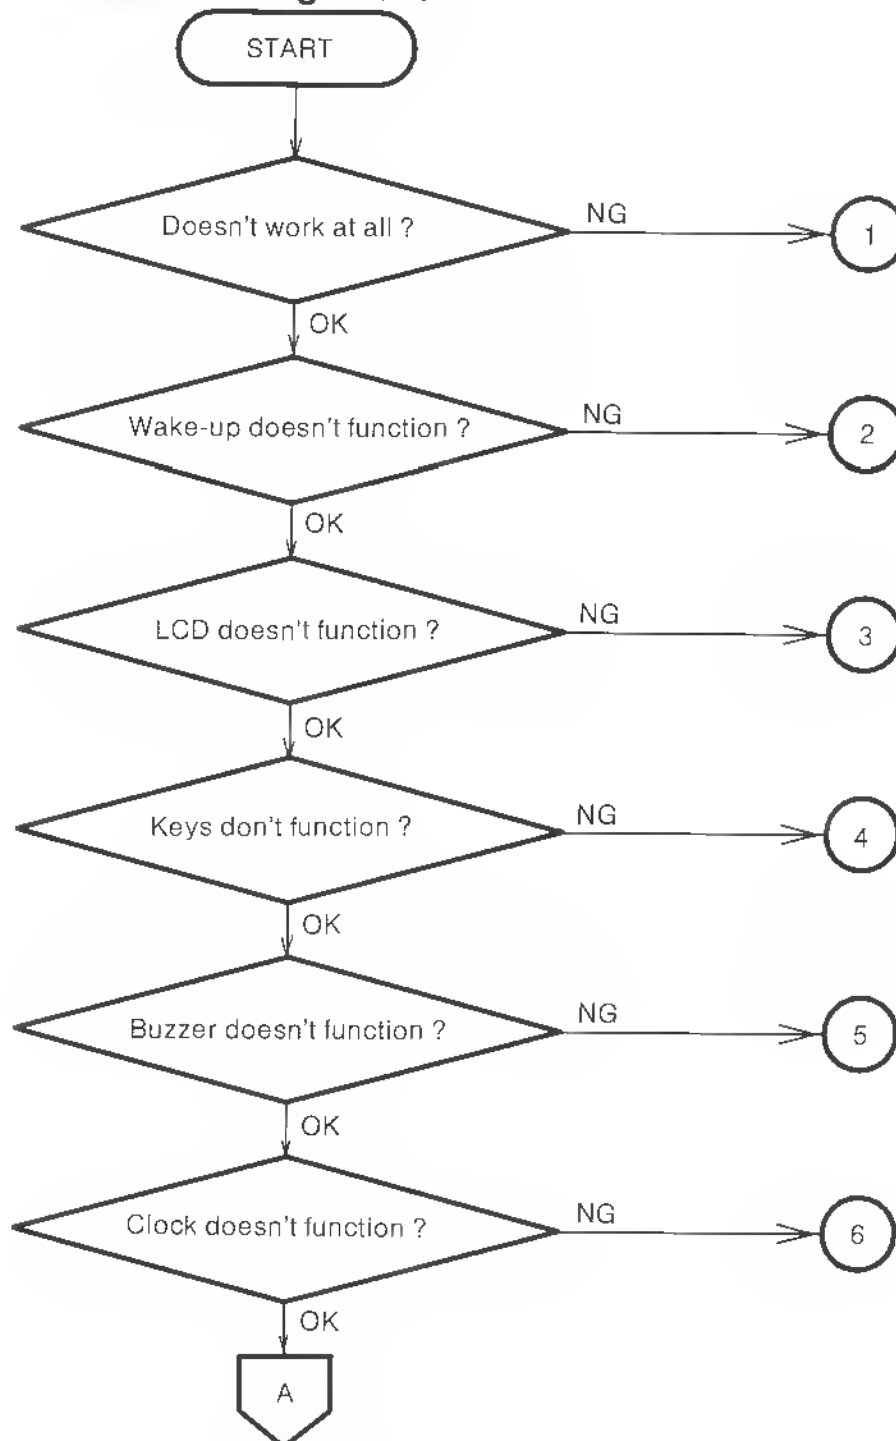 START
Doesn't work at all ?
NG
1
OK
Wake-up doesn't function ?
NG
2
OK
LCD doesn't function ?
NG
3
OK
Keys don't function ?
NG
4
OK
Buzzer doesn't function ?
NG
5
OK
Clock doesn't function ?
NG
6
OK
A